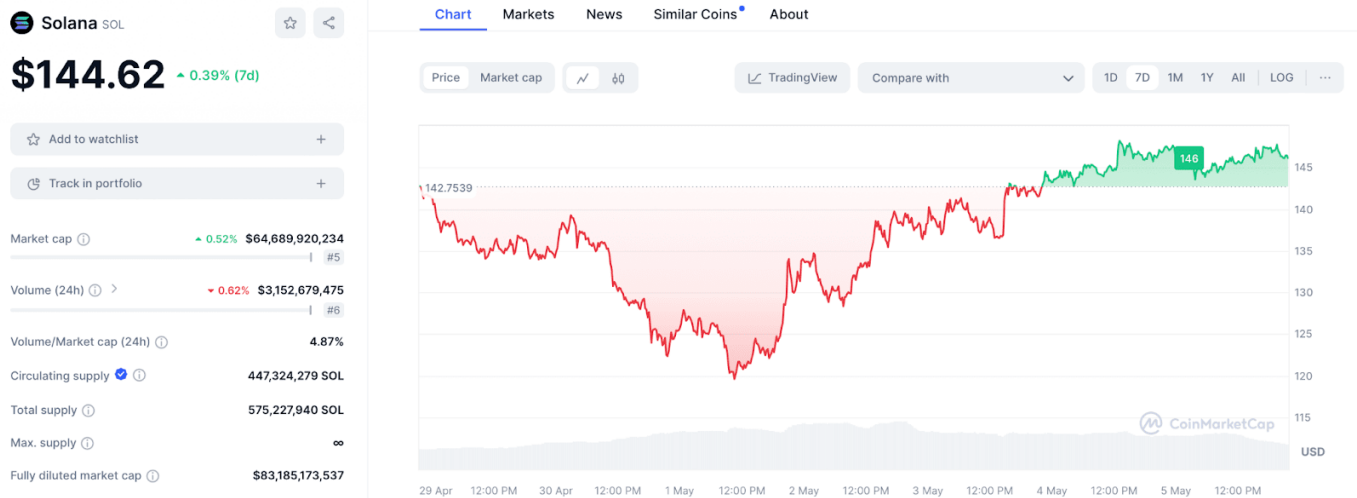 Solana SOL
$144.62 0.39% (7d)
Add to watchlist +
Track in portfolio +
Market cap 0.52% $64,689,920,234
#5
Volume (24h) 0.62% $3,152,679,475
#6
Volume/Market cap (24h) 4.87%
Circulating supply 447,324,279 SOL
Total supply 575,227,940 SOL
Max. supply ∞
Fully diluted market cap $83,185,173,537
Chart Markets News Similar Coins About
Price Market cap TradingView Compare with 1D 7D 1M 1Y All LOG ...
142.7539
146
145
140
135
130
125
120
115
CoinMarketCap
USD
29 Apr 12:00 PM 30 Apr 12:00 PM 1 May 12:00 PM 2 May 12:00 PM 3 May 12:00 PM 4 May 12:00 PM 5 May 12:00 PM